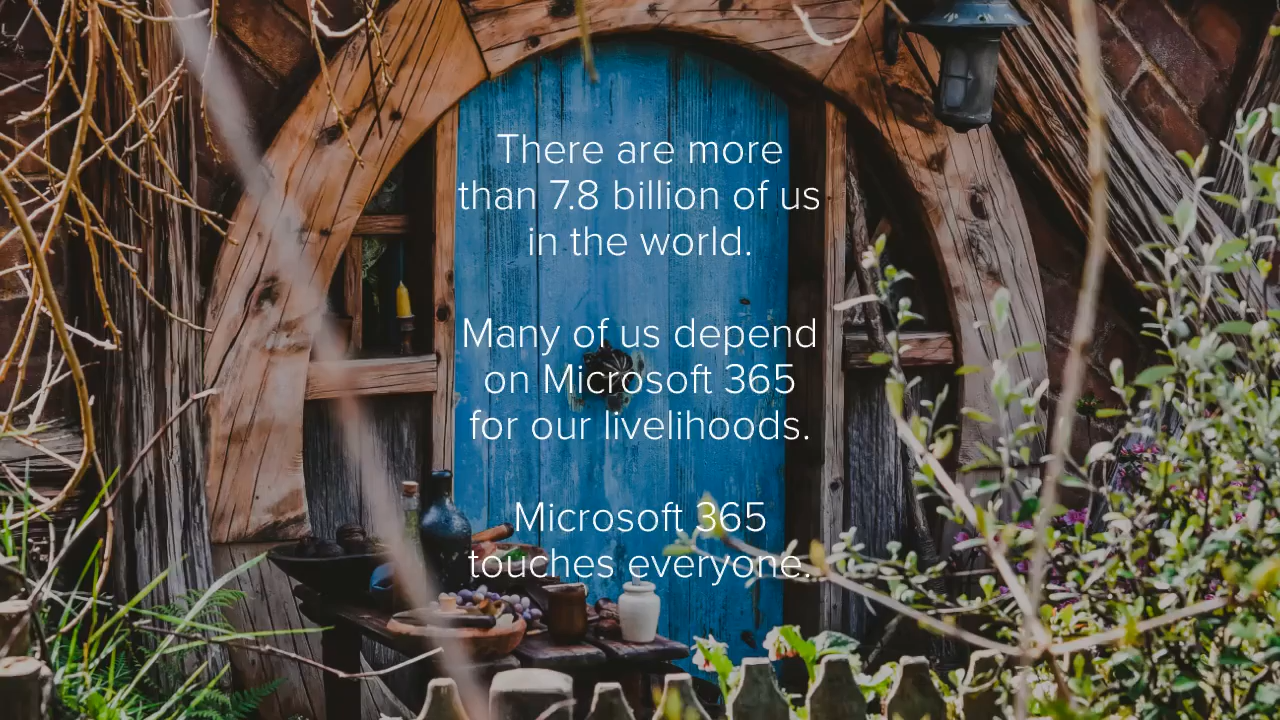 There are more
than 7.8 billion of us
in the world.
Many of us depend
on Microsoft 365
for our livelihoods.
Microsoft 365
touches everyone.